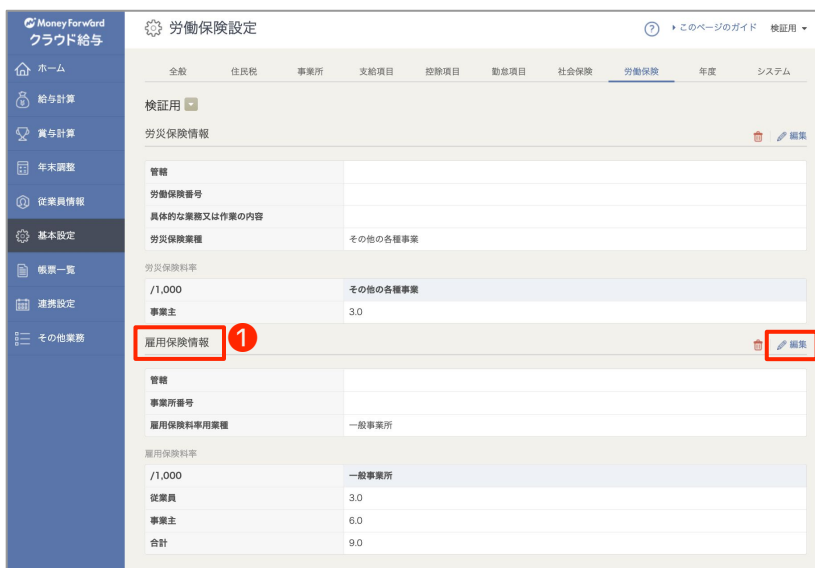 Money Forward
クラウド給与
労働保険設定
? このページのガイド 検証用
ホーム
給与計算
賞与計算
年末調整
従業員情報
基本設定
帳票一覧
連携設定
その他業務
全般 住民税 事業所 支給項目 控除項目 勤怠項目 社会保険 労働保険 年度 システム
検証用
労災保険情報 編集
管轄
労働保険番号
具体的な業務又は作業の内容
労災保険業種 その他の各種事業
労災保険料率
/1,000 その他の各種事業
事業主 3.0
雇用保険情報 1 編集
管轄
事業所番号
雇用保険料率用業種 一般事業所
雇用保険料率
/1,000 一般事業所
従業員 3.0
事業主 6.0
合計 9.0